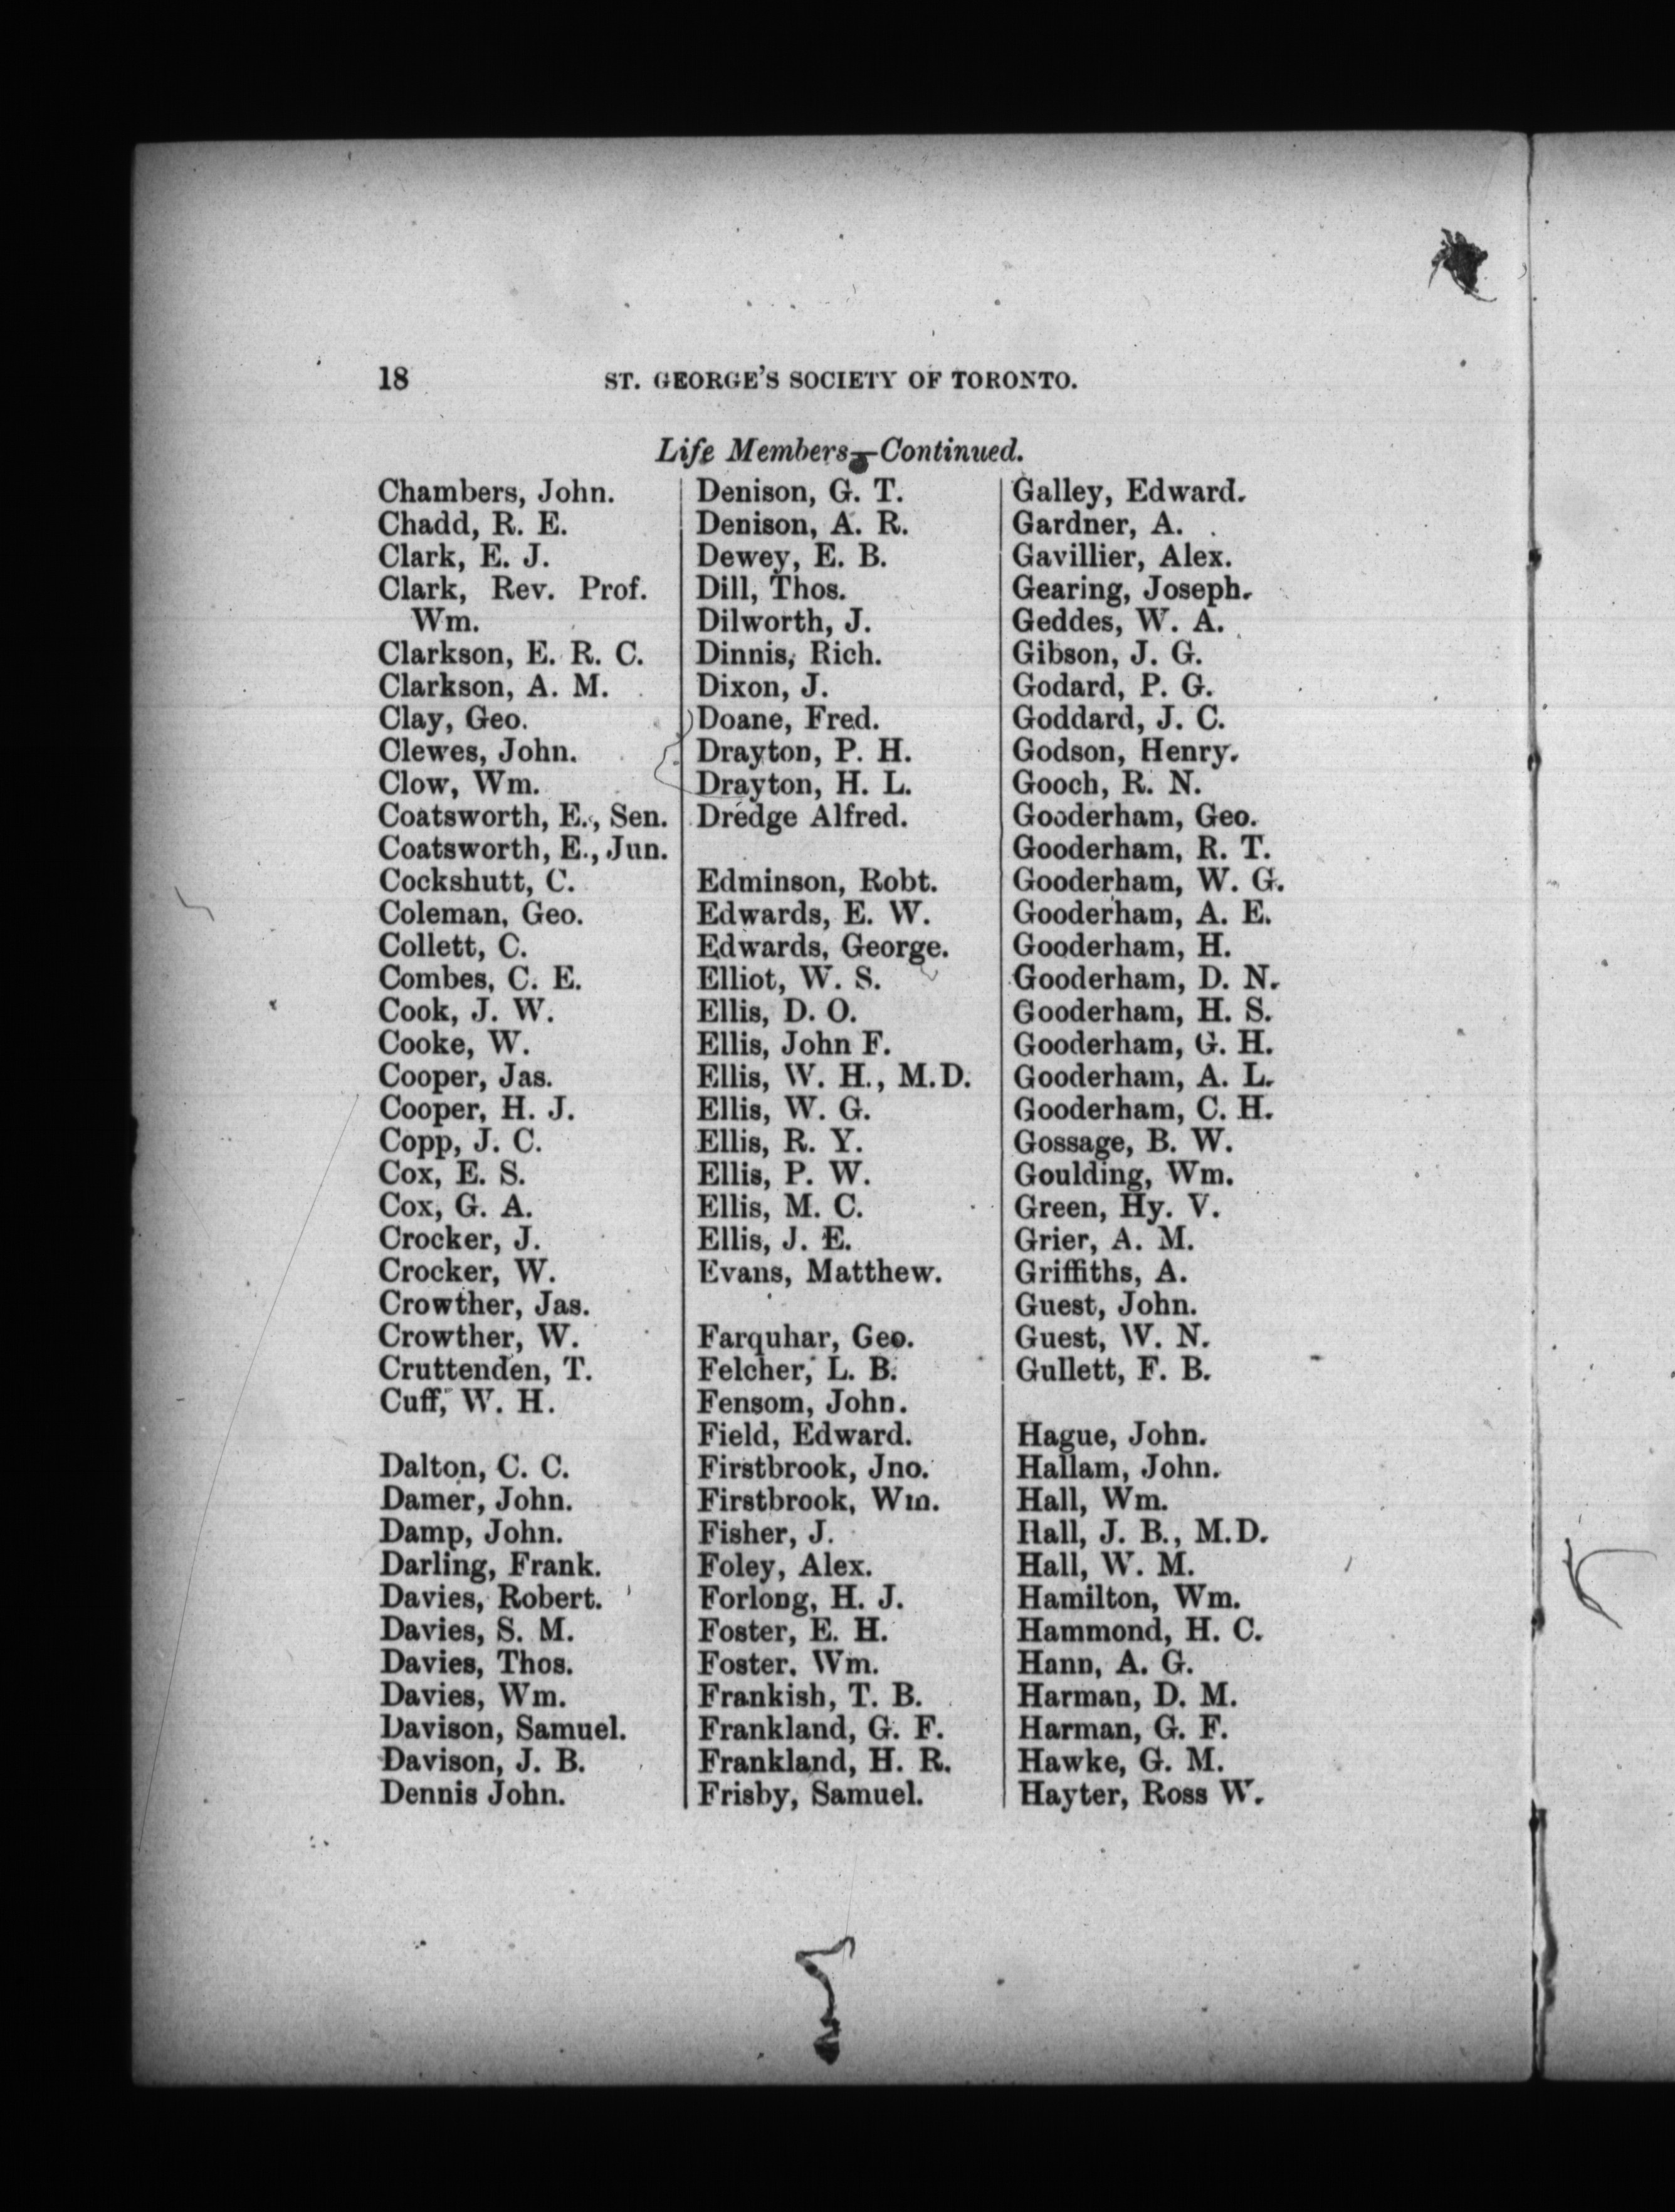 18 ST. GEORGE'S SOCIETY OF TORONTO.
Life Members—Continued.
Chambers, John.
Chadd, R. E.
Clark, E. J.
Clark, Rev. Prof.
Wm.
Clarkson, E. R. C.
Clarkson, A. M.
Clay, Geo.
Clewes, John.
Clow, Wm.
Coatsworth, E., Sen.
Coatsworth, E., Jun.
Cockshutt, C.
Coleman, Geo.
Collett, C.
Combes, C. E.
Cook, J. W.
Cooke, W.
Cooper, Jas.
Cooper, H. J.
Copp, J. C.
Cox, E. S.
Cox, G. A.
Crocker, J.
Crocker, W.
Crowther, Jas.
Crowther, W.
Cruttenden, T.
Cuff, W. H.
Dalton, C. C.
Damer, John.
Damp, John.
Darling, Frank.
Davies, Robert.
Davies, S. M.
Davies, Thos.
Davies, Wm.
Davison, Samuel.
Davison, J. B.
Dennis John.
Denison, G. T.
Denison, A. R.
Dewey, E. B.
Dill, Thos.
Dilworth, J.
Dinnis, Rich.
Dixon, J.
Doane, Fred.
Drayton, P. H.
Drayton, H. L.
Dredge Alfred.
Edminson, Robt.
Edwards, E. W.
Edwards, George.
Elliot, W. S.
Ellis, D. O.
Ellis, John F.
Ellis, W. H., M.D.
Ellis, W. G.
Ellis, R. Y.
Ellis, P. W.
Ellis, M. C.
Ellis, J. E.
Evans, Matthew.
Farquhar, Geo.
Felcher, L. B.
Fensom, John.
Field, Edward.
Firstbrook, Jno.
Firstbrook, Wm.
Fisher, J.
Foley, Alex.
Forlong, H. J.
Foster, E. H.
Foster, Wm.
Frankish, T. B.
Frankland, G. F.
Frankland, H. R.
Frisby, Samuel.
Galley, Edward.
Gardner, A.
Gavillier, Alex.
Gearing, Joseph.
Geddes, W. A.
Gibson, J. G.
Godard, P. G.
Goddard, J. C.
Godson, Henry.
Gooch, R. N.
Gooderham, Geo.
Gooderham, R. T.
Gooderham, W. G.
Gooderham, A. E.
Gooderham, H.
Gooderham, D. N.
Gooderham, H. S.
Gooderham, G. H.
Gooderham, A. L.
Gooderham, C. H.
Gossage, B. W.
Goulding, Wm.
Green, Hy. V.
Grier, A. M.
Griffiths, A.
Guest, John.
Guest, W. N.
Gullett, F. B.
Hague, John.
Hallam, John.
Hall, Wm.
Hall, J. B., M.D.
Hall, W. M.
Hamilton, Wm.
Hammond, H. C.
Hann, A. G.
Harman, D. M.
Harman, G. F.
Hawke, G. M.
Hayter, Ross W.